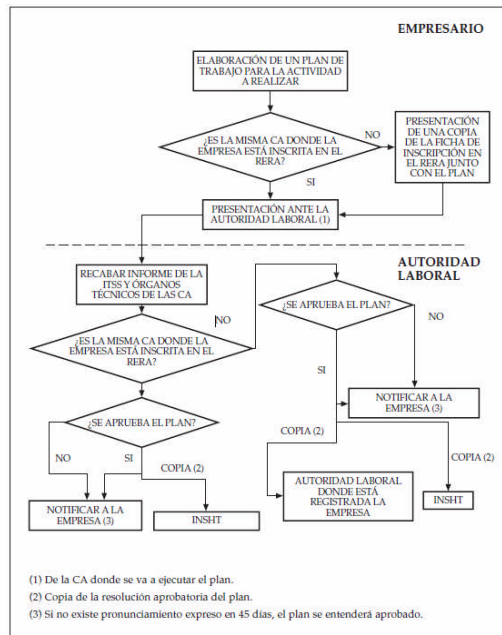 EMPRESARIO
ELABORACIÓN DE UN PLAN DE
TRABAJO PARA LA ACTIVIDAD
A REALIZAR
¿ES LA MISMA CA DONDE LA
EMPRESA ESTÁ INSCRITA EN EL
RERA?
NO
PRESENTACIÓN
DE UNA COPIA
DE LA FICHA DE
INSCRIPCIÓN EN
EL RERA JUNTO
CON EL PLAN
SI
PRESENTACIÓN ANTE LA
AUTORIDAD LABORAL (1)
AUTORIDAD
LABORAL
RECABAR INFORME DE LA
ITSS Y ÓRGANOS
TÉCNICOS DE LAS CA
¿SE APRUEBA EL PLAN?
NO
NO
¿ES LA MISMA CA DONDE LA
EMPRESA ESTÁ INSCRITA EN EL
RERA?
SI
NOTIFICAR A LA
EMPRESA (3)
¿SE APRUEBA EL PLAN?
COPIA (2)
COPIA (2)
NO
SI
COPIA (2)
AUTORIDAD LABORAL
DONDE ESTÁ
REGISTRADA LA
EMPRESA
INSHT
NOTIFICAR A LA
EMPRESA (3)
INSHT
(1) De la CA donde se va a ejecutar el plan.
(2) Copia de la resolución aprobatoria del plan.
(3) Si no existe pronunciamiento expreso en 45 días, el plan se entenderá aprobado.